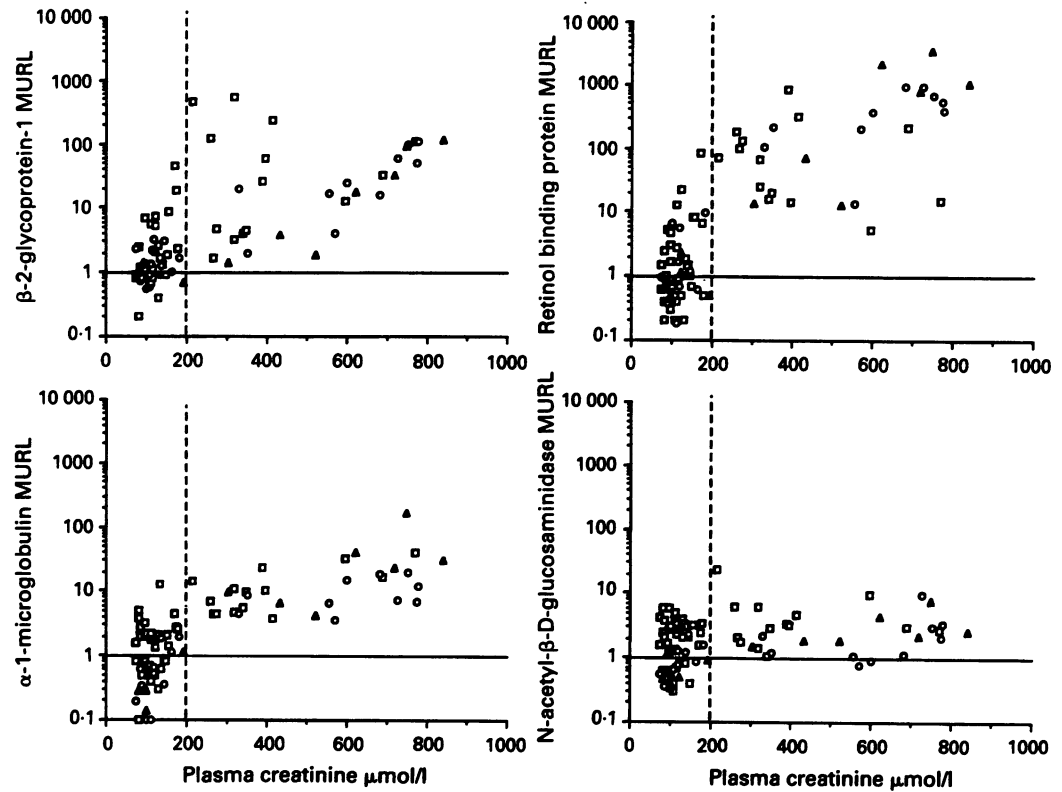 β-2-glycoprotein-1 MURL
10 000
1000
100
10
1
0·1
0 200 400 600 800 1000
Retinol binding protein MURL
10 000
1000
100
10
1
0·1
0 200 400 600 800 1000
α-1-microglobulin MURL
10 000
1000
100
10
1
0·1
0 200 400 600 800 1000
Plasma creatinine μmol/l
N-acetyl-β-D-glucosaminidase MURL
10 000
1000
100
10
1
0·1
0 200 400 600 800 1000
Plasma creatinine μmol/l